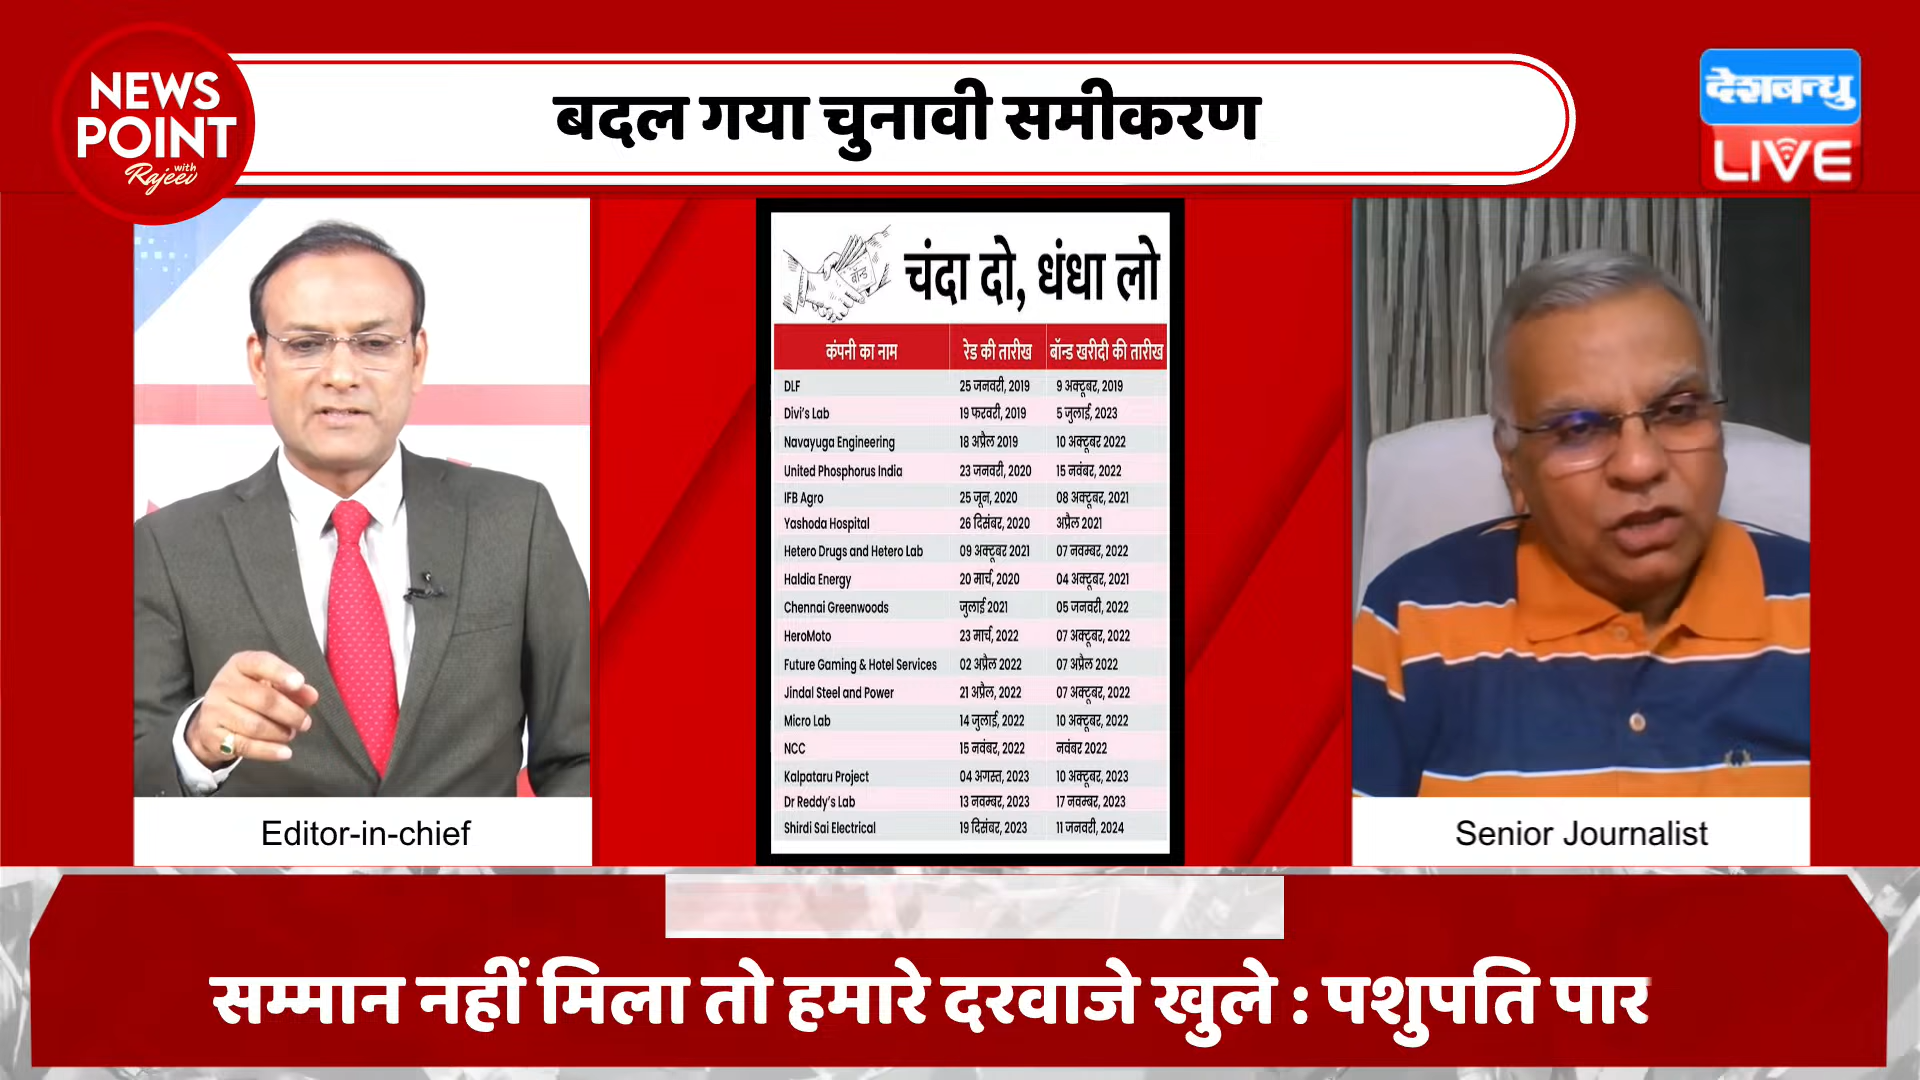 NEWS
POINT
with
Rajeev
बदल गया चुनावी समीकरण
देशबन्धु
LIVE
बॉन्ड
चंदा दो, धंधा लो
कंपनी का नाम रेड की तारीख बॉन्ड खरीदी की तारीख
DLF 25 जनवरी, 2019 9 अक्टूबर, 2019
Divi's Lab 19 फरवरी, 2019 5 जुलाई, 2023
Navayuga Engineering 18 अप्रैल 2019 10 अक्टूबर 2022
United Phosphorus India 23 जनवरी, 2020 15 नवंबर, 2022
IFB Agro 25 जून, 2020 08 अक्टूबर, 2021
Yashoda Hospital 26 दिसंबर, 2020 अप्रैल 2021
Hetero Drugs and Hetero Lab 09 अक्टूबर 2021 07 नवम्बर, 2022
Haldia Energy 20 मार्च, 2020 04 अक्टूबर, 2021
Chennai Greenwoods जुलाई 2021 05 जनवरी, 2022
HeroMoto 23 मार्च, 2022 07 अक्टूबर, 2022
Future Gaming & Hotel Services 02 अप्रैल 2022 07 अप्रैल 2022
Jindal Steel and Power 21 अप्रैल, 2022 07 अक्टूबर, 2022
Micro Lab 14 जुलाई, 2022 10 अक्टूबर, 2022
NCC 15 नवंबर, 2022 नवंबर 2022
Kalpataru Project 04 अगस्त, 2023 10 अक्टूबर, 2023
Dr Reddy's Lab 13 नवम्बर, 2023 17 नवम्बर, 2023
Shirdi Sai Electrical 19 दिसंबर, 2023 11 जनवरी, 2024
Editor-in-chief
Senior Journalist
सम्मान नहीं मिला तो हमारे दरवाजे खुले : पशुपति पार